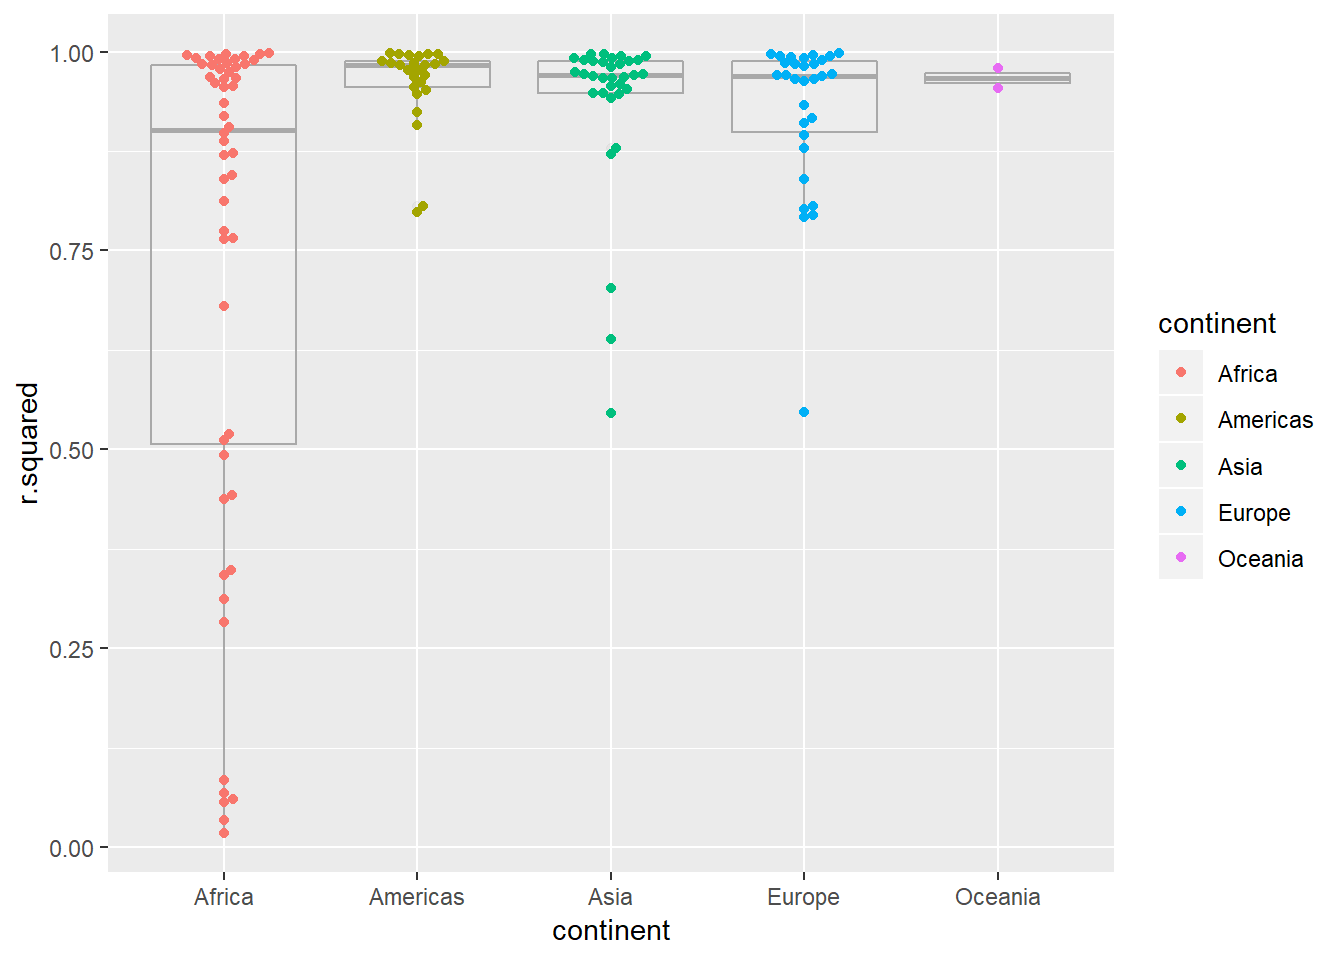 1.00
0.75
0.50
0.25
0.00
r.squared
Africa
Americas
Asia
Europe
Oceania
continent
continent
Africa
Americas
Asia
Europe
Oceania